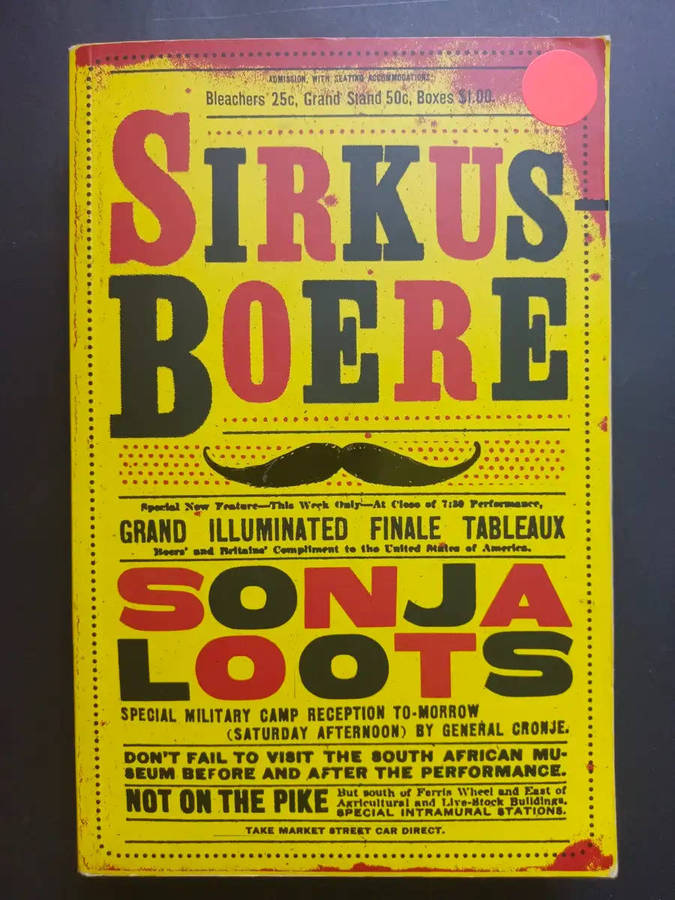 ADMISSION, WITH SEATING ACCOMMODATIONS:
Bleachers 25c, Grand Stand 50c, Boxes $1.00.
SIRKUS-
BOERE
Special New Feature—This Week Only—At Close of 7:30 Performance,
GRAND ILLUMINATED FINALE TABLEAUX
Boers' and Britains' Compliment to the United States of America.
SONJA
LOOTS
SPECIAL MILITARY CAMP RECEPTION TO-MORROW
(SATURDAY AFTERNOON) BY GENERAL CRONJE.
DON'T FAIL TO VISIT THE SOUTH AFRICAN MU-
SEUM BEFORE AND AFTER THE PERFORMANCE.
NOT ON THE PIKE
But south of Ferris Wheel and East of
Agricultural and Live-Stock Buildings.
SPECIAL INTRAMURAL STATIONS.
TAKE MARKET STREET CAR DIRECT.